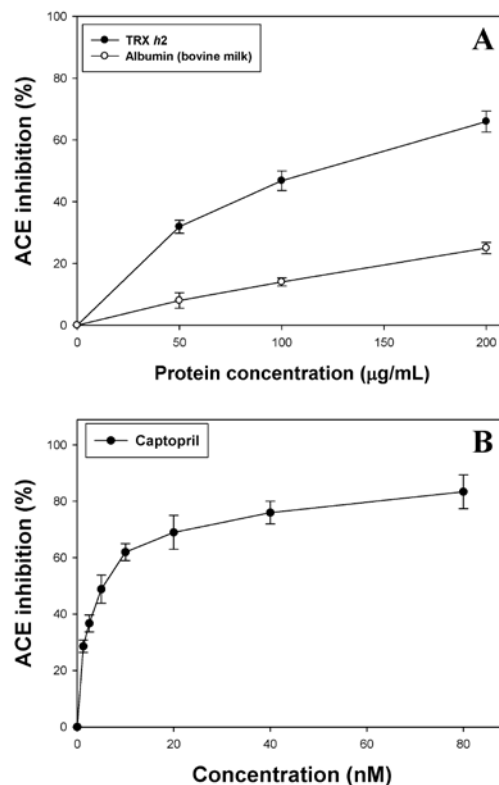 A
TRX h2
Albumin (bovine milk)
100
80
60
40
20
0
ACE inhibition (%)
0 50 100 150 200
Protein concentration (μg/mL)
B
Captopril
100
80
60
40
20
0
ACE inhibition (%)
0 20 40 60 80
Concentration (nM)